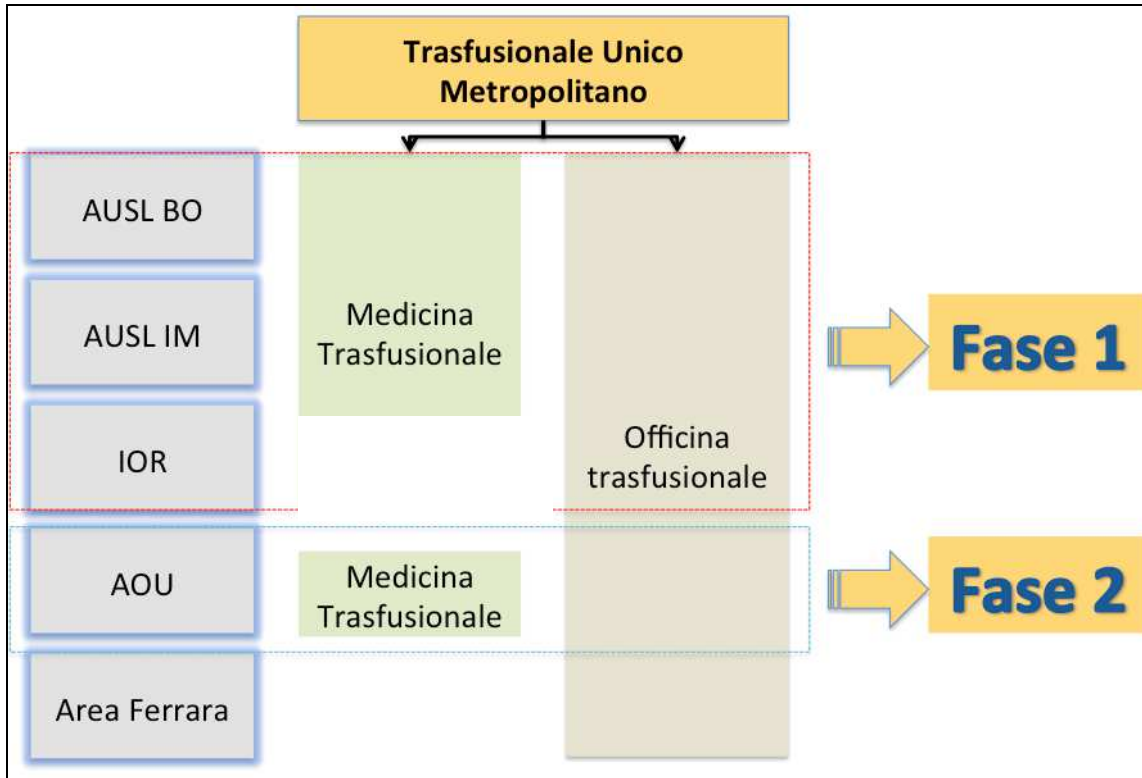 Trasfusionale Unico
Metropolitano
AUSL BO
AUSL IM
IOR
AOU
Area Ferrara
Medicina
Trasfusionale
Medicina
Trasfusionale
Officina
trasfusionale
Fase 1
Fase 2